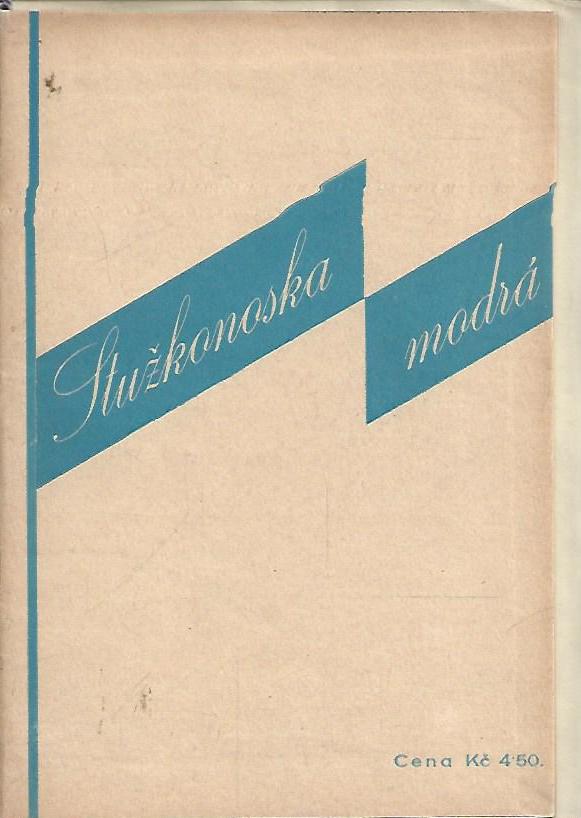 Stužkonoska
modrá
Cena Kč 4·50.